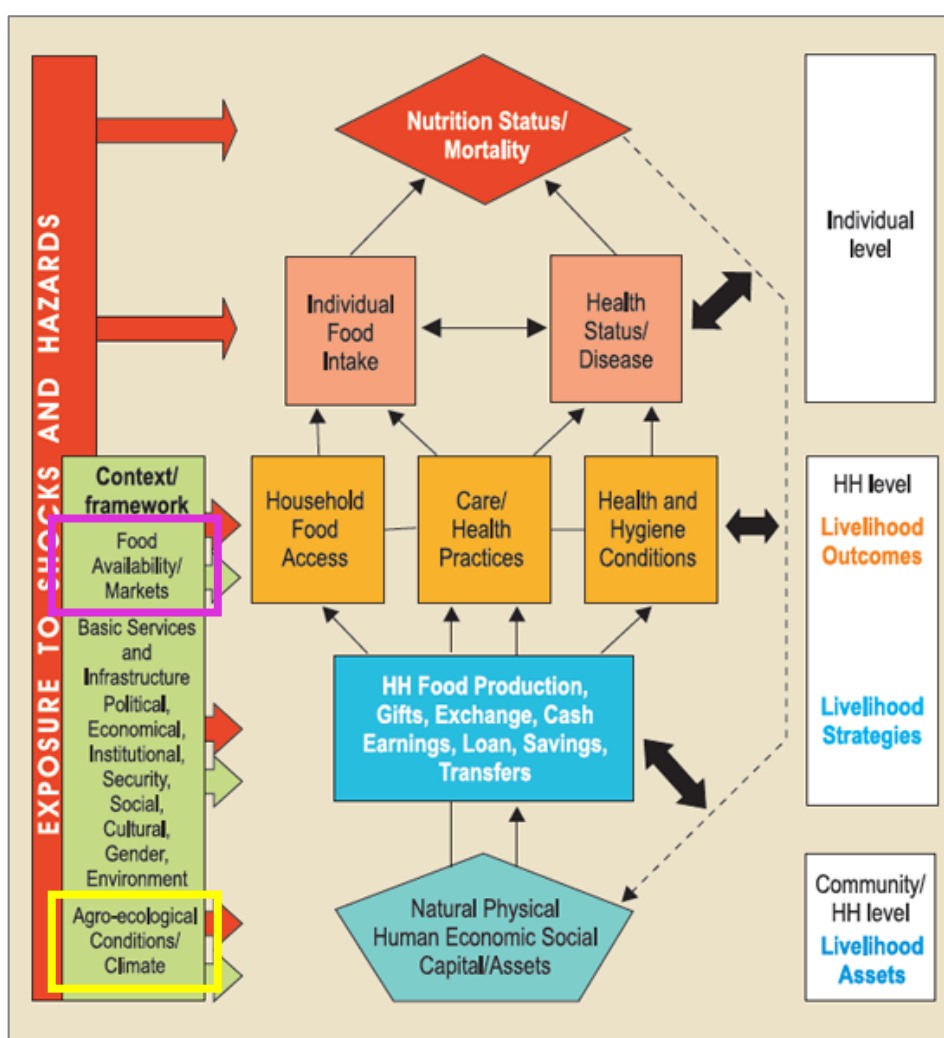 EXPOSURE TO SHOCKS AND HAZARDS
Nutrition Status/
Mortality
Individual
Food
Intake
Health
Status/
Disease
Individual
level
Context/
framework
Food
Availability/
Markets
Basic Services
and
Infrastructure
Political,
Economical,
Institutional,
Security,
Social,
Cultural,
Gender,
Environment
Agro-ecological
Conditions/
Climate
Household
Food
Access
Care/
Health
Practices
Health and
Hygiene
Conditions
HH level
Livelihood
Outcomes
HH Food Production,
Gifts, Exchange, Cash
Earnings, Loan, Savings,
Transfers
Livelihood
Strategies
Natural Physical
Human Economic Social
Capital/Assets
Community/
HH level
Livelihood
Assets